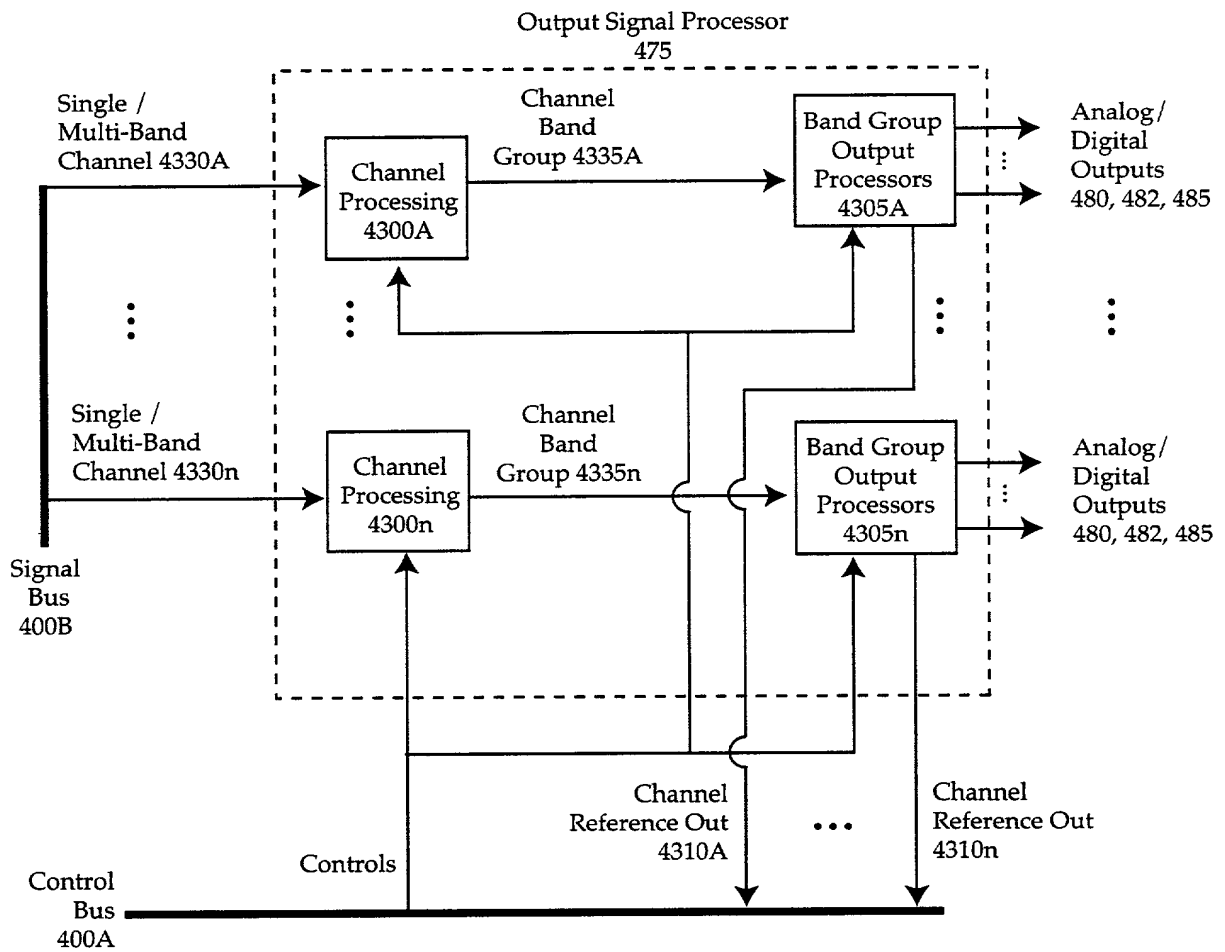 Output Signal Processor
475
Single /
Multi-Band
Channel 4330A
Channel
Band
Group 4335A
Channel
Processing
4300A
Band Group
Output
Processors
4305A
Analog/
Digital
Outputs
480, 482, 485
Single /
Multi-Band
Channel 4330n
Channel
Band
Group 4335n
Channel
Processing
4300n
Band Group
Output
Processors
4305n
Analog/
Digital
Outputs
480, 482, 485
Signal
Bus
400B
Channel
Reference Out
4310A
Channel
Reference Out
4310n
Controls
Control
Bus
400A